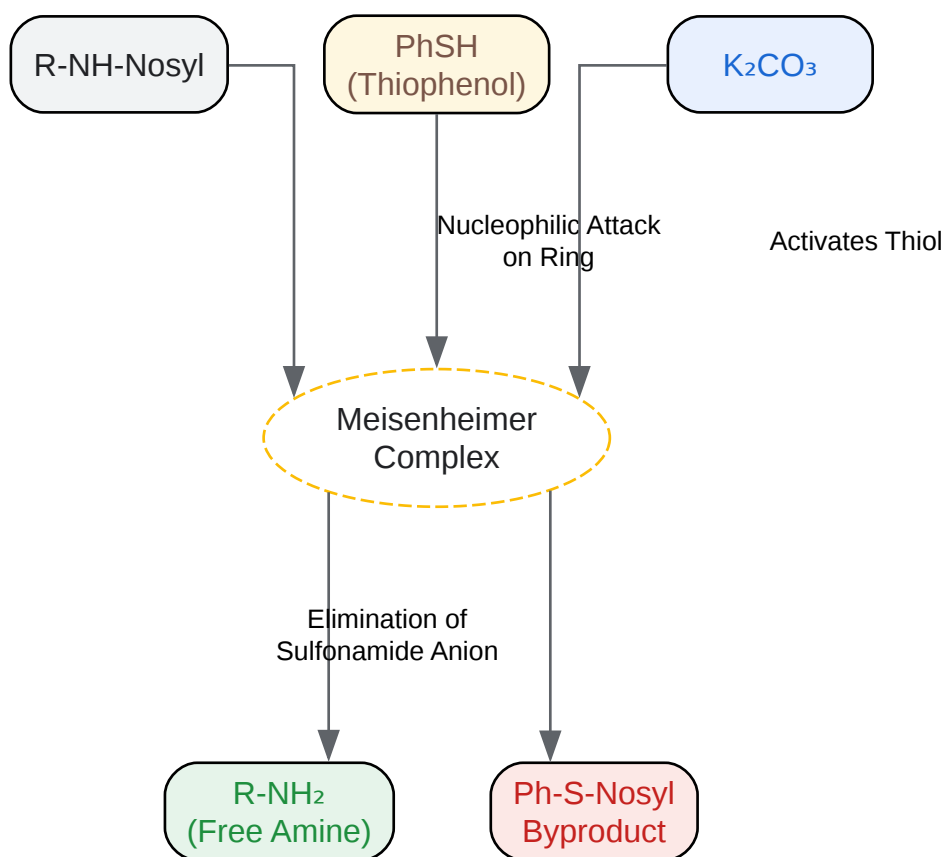 R-NH-Nosyl
PhSH
(Thiophenol)
K₂CO₃
Nucleophilic Attack
on Ring
Activates Thiol
Meisenheimer
Complex
Elimination of
Sulfonamide Anion
R-NH₂
(Free Amine)
Ph-S-Nosyl
Byproduct